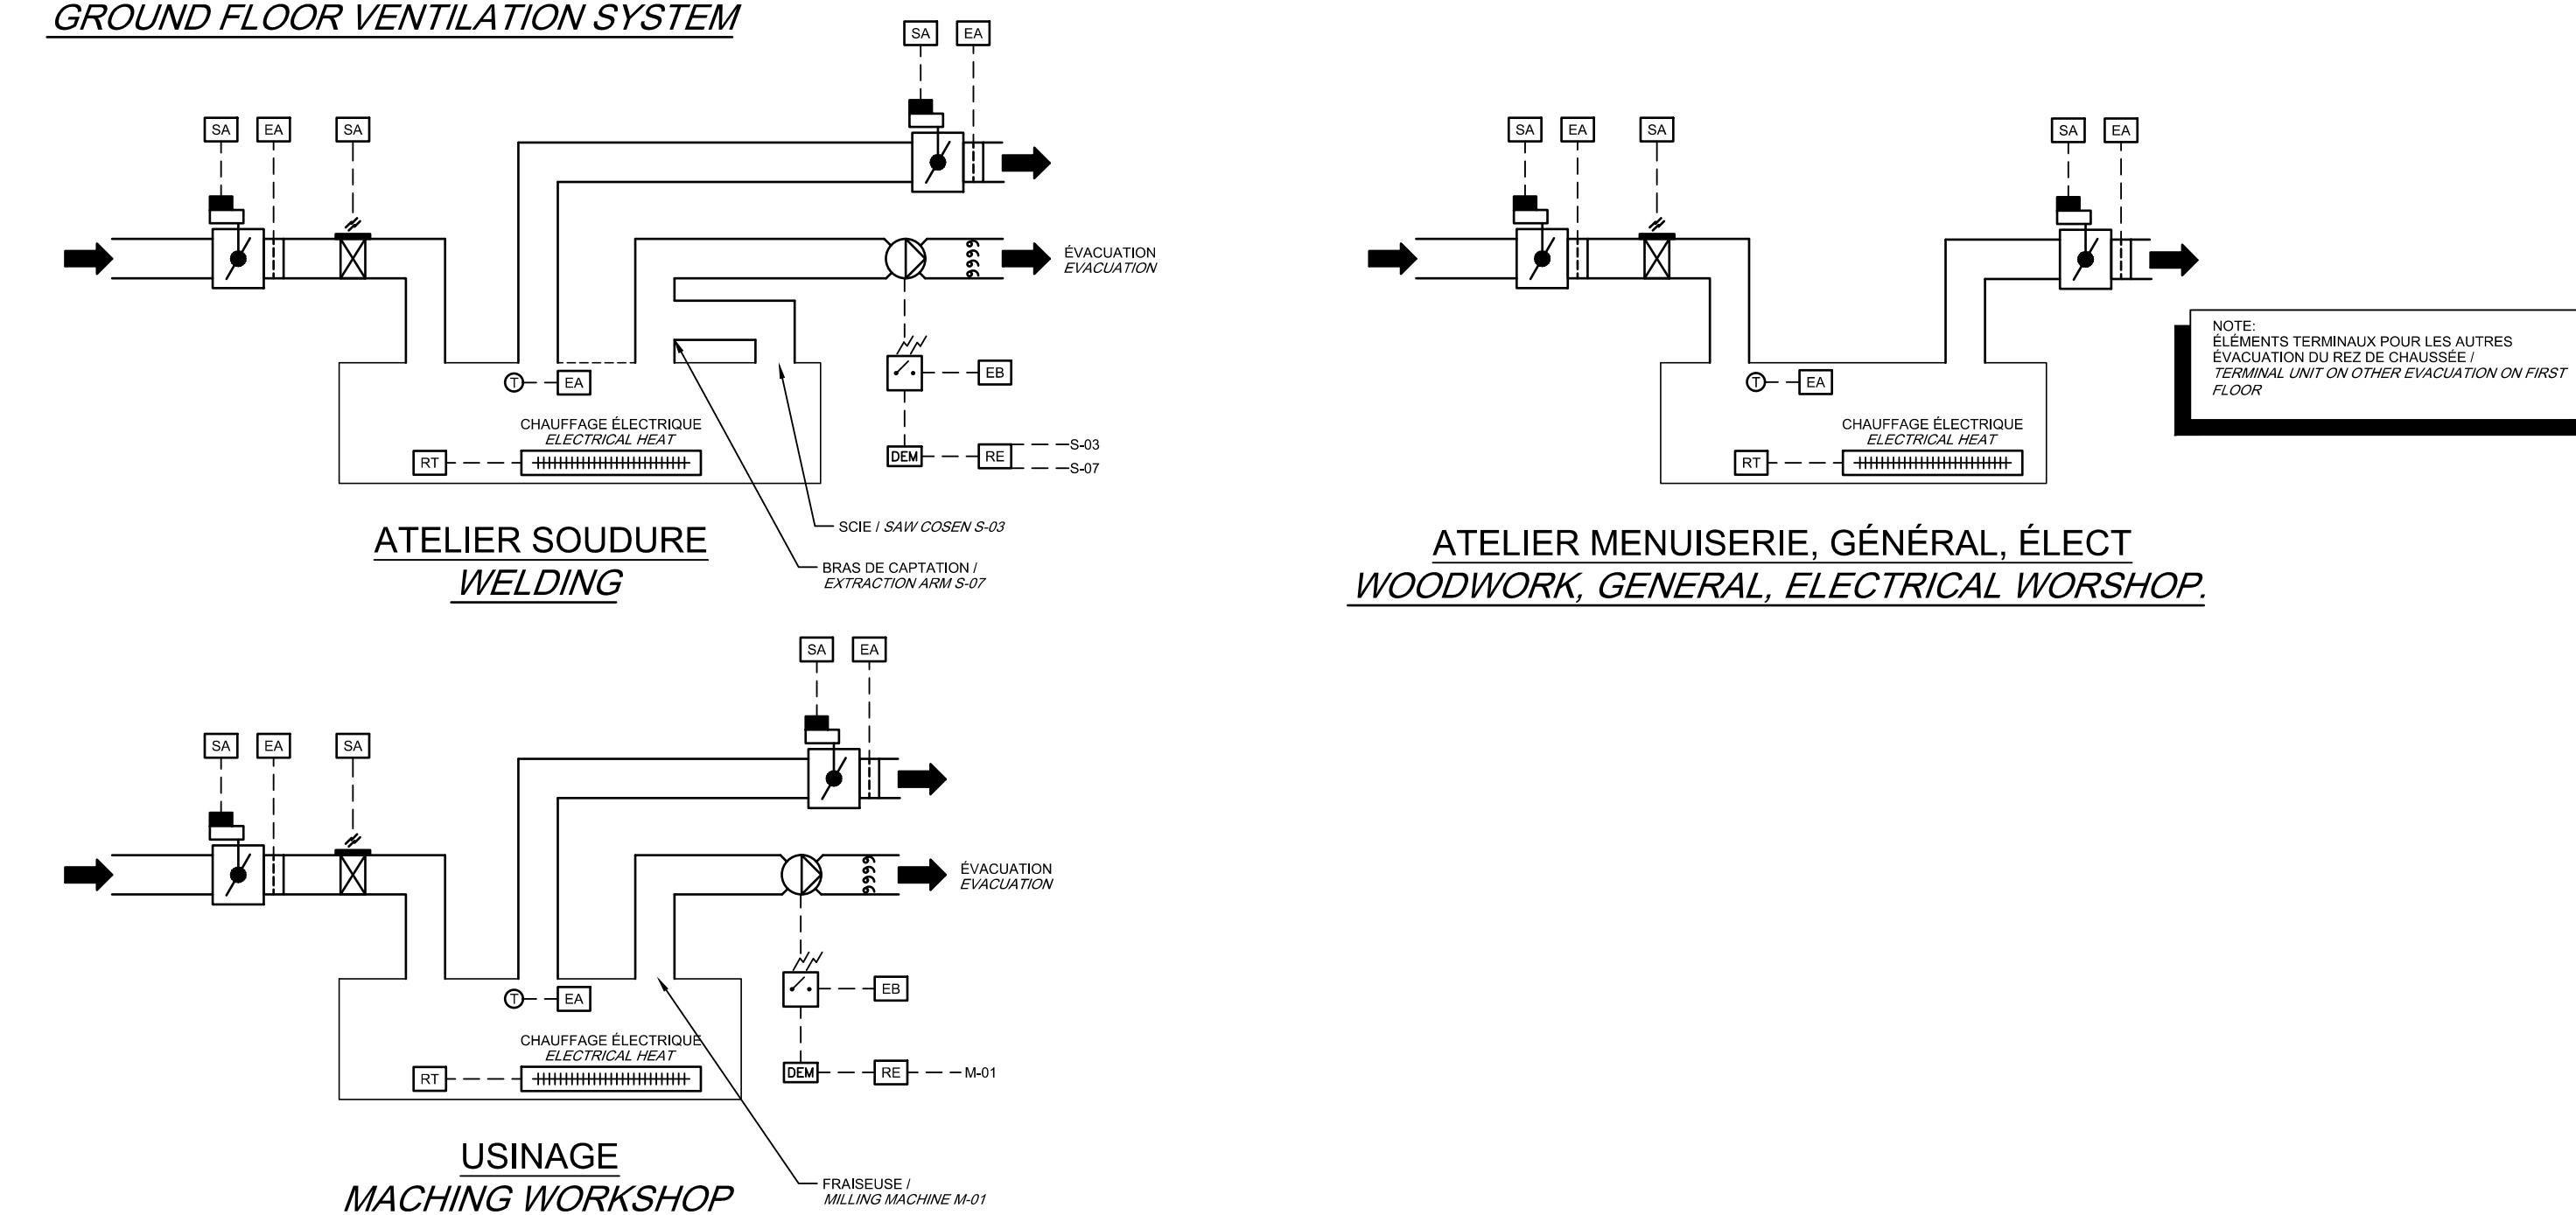 GROUND FLOOR VENTILATION SYSTEM
SA EA
SA EA SA
ÉVACUATION
EVACUATION
T EA
EB
CHAUFFAGE ÉLECTRIQUE
ELECTRICAL HEAT
RT
DEM RE S-03
S-07
SCIE / SAW COSEN S-03
BRAS DE CAPTATION /
EXTRACTION ARM S-07
ATELIER SOUDURE
WELDING
SA EA SA
SA EA
T EA
CHAUFFAGE ÉLECTRIQUE
ELECTRICAL HEAT
RT
NOTE:
ÉLÉMENTS TERMINAUX POUR LES AUTRES
ÉVACUATION DU REZ DE CHAUSSÉE /
TERMINAL UNIT ON OTHER EVACUATION ON FIRST
FLOOR
ATELIER MENUISERIE, GÉNÉRAL, ÉLECT
WOODWORK, GENERAL, ELECTRICAL WORSHOP.
SA EA
SA EA SA
ÉVACUATION
EVACUATION
T EA
EB
CHAUFFAGE ÉLECTRIQUE
ELECTRICAL HEAT
RT
DEM RE M-01
FRAISEUSE /
MILLING MACHINE M-01
USINAGE
MACHING WORKSHOP